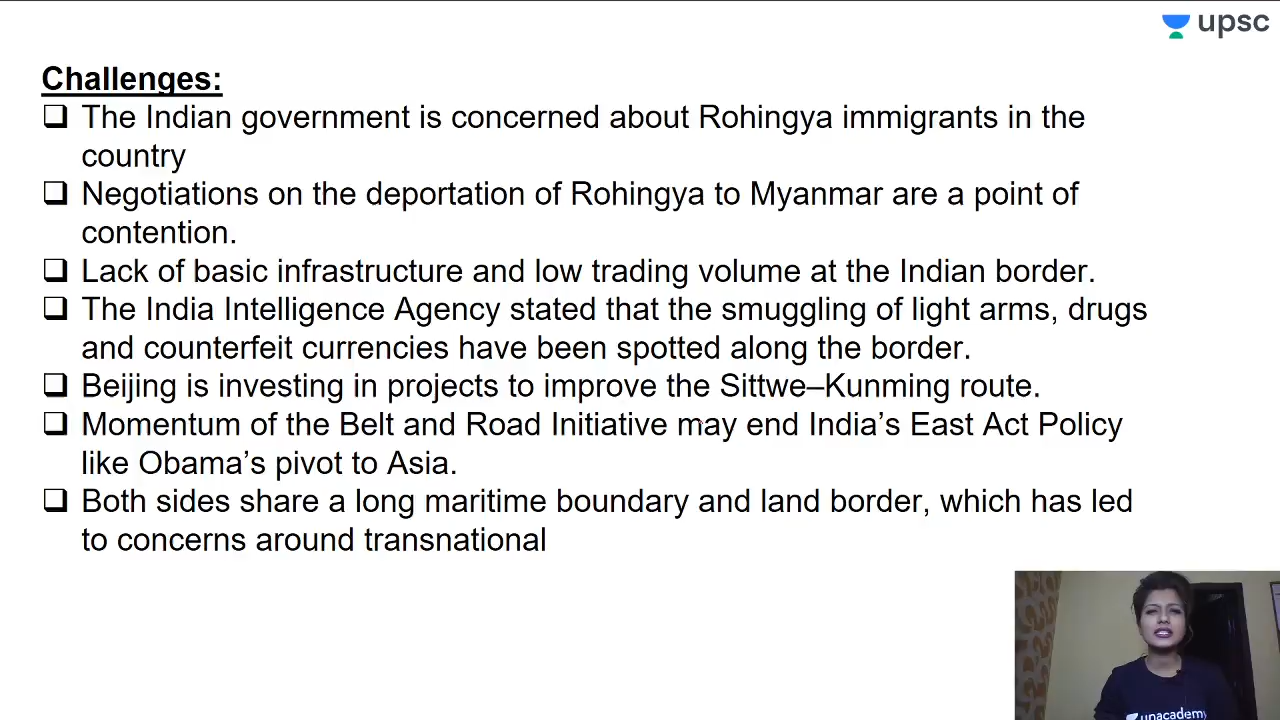 upsc
Challenges:
❑ The Indian government is concerned about Rohingya immigrants in the
country
❑ Negotiations on the deportation of Rohingya to Myanmar are a point of
contention.
❑ Lack of basic infrastructure and low trading volume at the Indian border.
❑ The India Intelligence Agency stated that the smuggling of light arms, drugs
and counterfeit currencies have been spotted along the border.
❑ Beijing is investing in projects to improve the Sittwe–Kunming route.
❑ Momentum of the Belt and Road Initiative may end India’s East Act Policy
like Obama’s pivot to Asia.
❑ Both sides share a long maritime boundary and land border, which has led
to concerns around transnational
unacademy